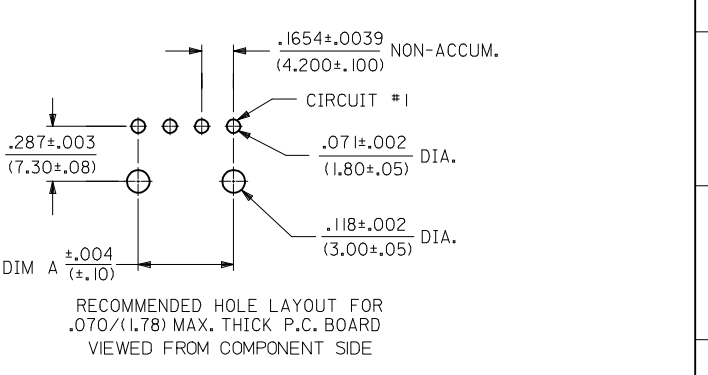 .1654±.0039
(4.200±.100) NON-ACCUM.
CIRCUIT #1
.287±.003
(7.30±.08)
.071±.002
(1.80±.05) DIA.
.118±.002
(3.00±.05) DIA.
DIM A ±.004
(±.10)
RECOMMENDED HOLE LAYOUT FOR
.070/(1.78) MAX. THICK P.C. BOARD
VIEWED FROM COMPONENT SIDE